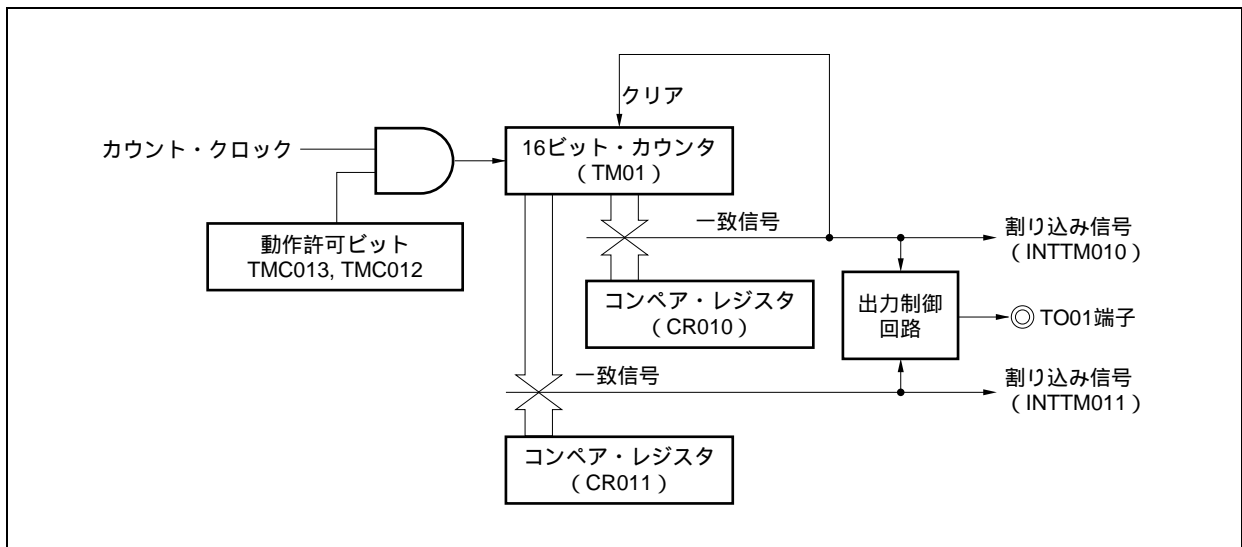 クリア
カウント・クロック
16ビット・カウンタ
（TM01）
一致信号
割り込み信号
（INTTM010）
動作許可ビット
TMC013, TMC012
コンペア・レジスタ
（CR010）
出力制御
回路
TO01端子
一致信号
割り込み信号
（INTTM011）
コンペア・レジスタ
（CR011）